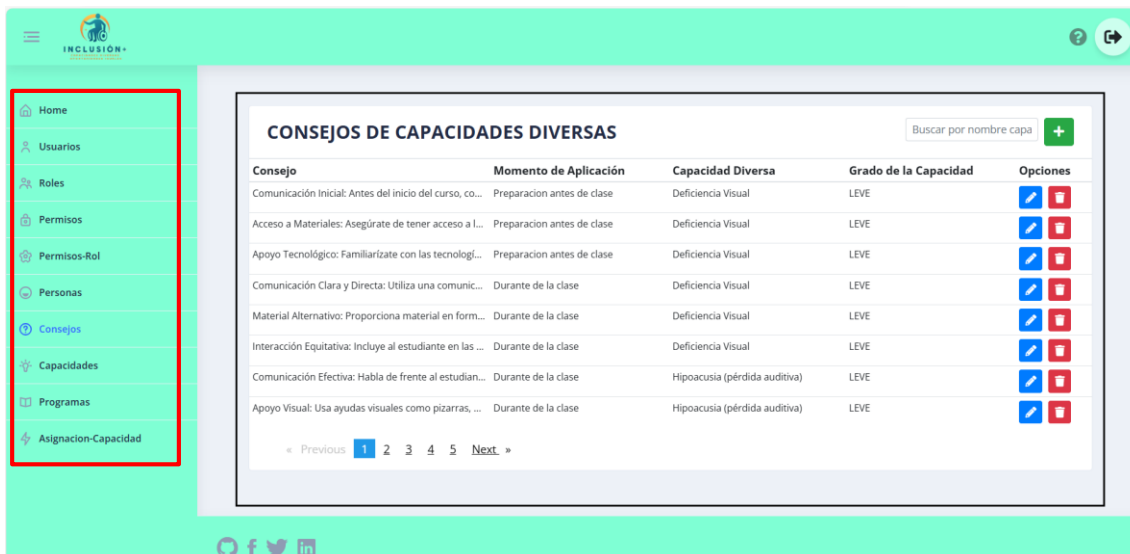 INCLUSIÓN+
Home
Usuarios
Roles
Permisos
Permisos-Rol
Personas
Consejos
Capacidades
Programas
Asignacion-Capacidad
CONSEJOS DE CAPACIDADES DIVERSAS
Buscar por nombre capa
+
Consejo Momento de Aplicación Capacidad Diversa Grado de la Capacidad Opciones
Comunicación Inicial: Antes del inicio del curso, co... Preparacion antes de clase Deficiencia Visual LEVE
Acceso a Materiales: Asegúrate de tener acceso a l... Preparacion antes de clase Deficiencia Visual LEVE
Apoyo Tecnológico: Familiarízate con las tecnologí... Preparacion antes de clase Deficiencia Visual LEVE
Comunicación Clara y Directa: Utiliza una comunic... Durante de la clase Deficiencia Visual LEVE
Material Alternativo: Proporciona material en form... Durante de la clase Deficiencia Visual LEVE
Interacción Equitativa: Incluye al estudiante en las ... Durante de la clase Deficiencia Visual LEVE
Comunicación Efectiva: Habla de frente al estudian... Durante de la clase Hipoacusia (pérdida auditiva) LEVE
Apoyo Visual: Usa ayudas visuales como pizarras, ... Durante de la clase Hipoacusia (pérdida auditiva) LEVE
« Previous 1 2 3 4 5 Next »